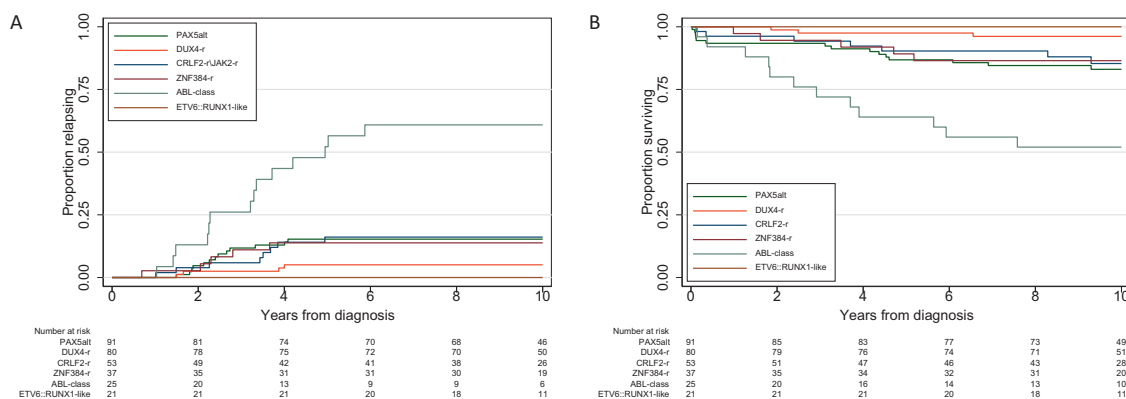 A
1.00
0.75
0.50
0.25
0.00
Proportion relapsing
PAX5alt
DUX4-r
CRLF2-r\JAK2-r
ZNF384-r
ABL-class
ETV6::RUNX1-like
0 2 4 6 8 10
Years from diagnosis
Number at risk
PAX5alt 91 81 74 70 68 46
DUX4-r 80 78 75 72 70 50
CRLF2-r 53 49 42 41 38 26
ZNF384-r 37 35 31 31 30 19
ABL-class 25 20 13 9 9 6
ETV6::RUNX1-like 21 21 21 20 18 11
B
1.00
0.75
0.50
0.25
0.00
Proportion surviving
PAX5alt
DUX4-r
CRLF2-r
ZNF384-r
ABL-class
ETV6::RUNX1-like
0 2 4 6 8 10
Years from diagnosis
Number at risk
PAX5alt 91 85 83 77 73 49
DUX4-r 80 79 76 74 71 51
CRLF2-r 53 51 47 46 43 28
ZNF384-r 37 35 34 32 31 20
ABL-class 25 20 16 14 13 10
ETV6::RUNX1-like 21 21 21 20 18 11